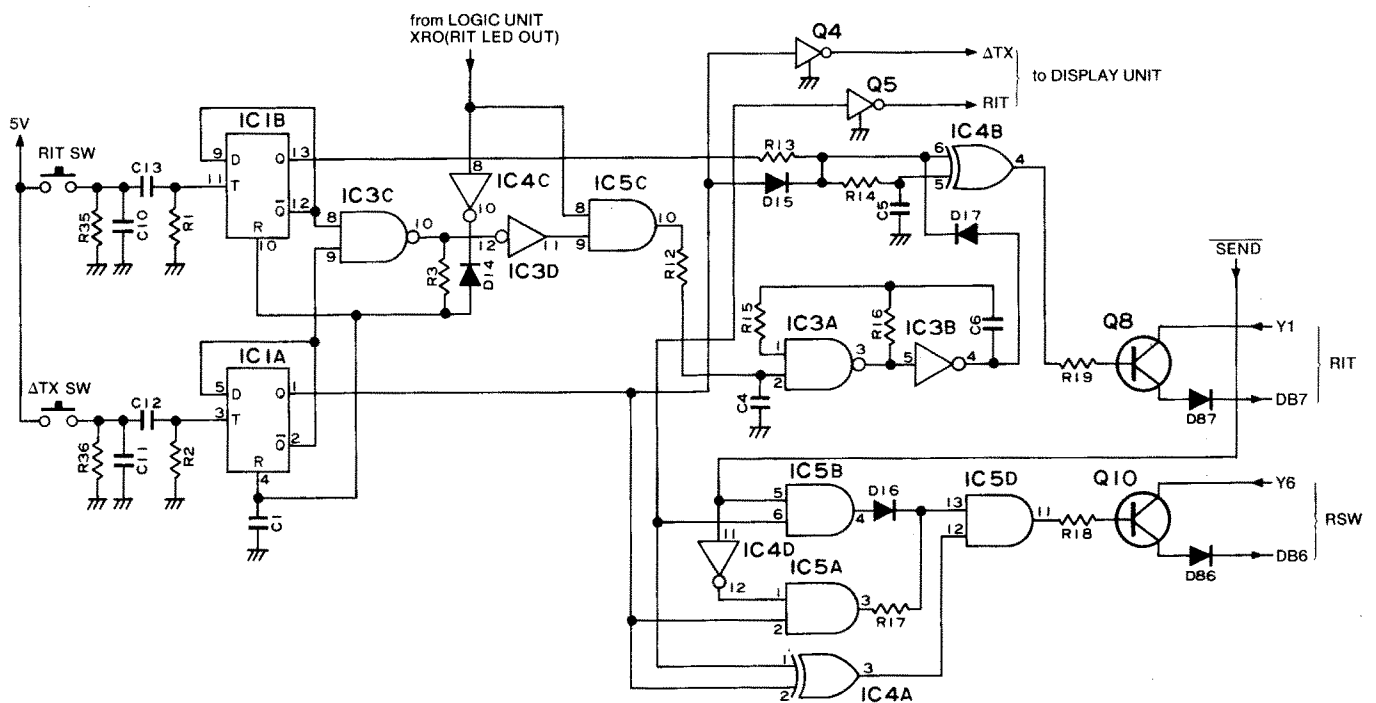 from LOGIC UNIT
XRO(RIT LED OUT)
Q4
ΔTX
to DISPLAY UNIT
Q5
RIT
5V
RIT SW
IC1B
9 D Q 13
C13
11 T
R35
C10
R1
Q̅ 12
R
10
IC3C
8
9
10
8
IC4C
10
R3
D14
12
11
IC3D
IC5C
8
9
10
R12
R13
D15
R14
C5
IC4B
6
5
4
D17
SEND
R15
IC3A
1
2
3
R16
IC3B
5
4
C6
C4
Q8
R19
Y1
RIT
DB7
D87
ΔTX SW
IC1A
5 D Q 1
C12
3 T
R36
C11
R2
Q̅ 2
R
4
C1
IC5B
5
6
4
D16
IC5D
13
12
11
R18
Q10
Y6
RSW
DB6
D86
11
IC4D
12
IC5A
1
2
3
R17
1
2
3
IC4A